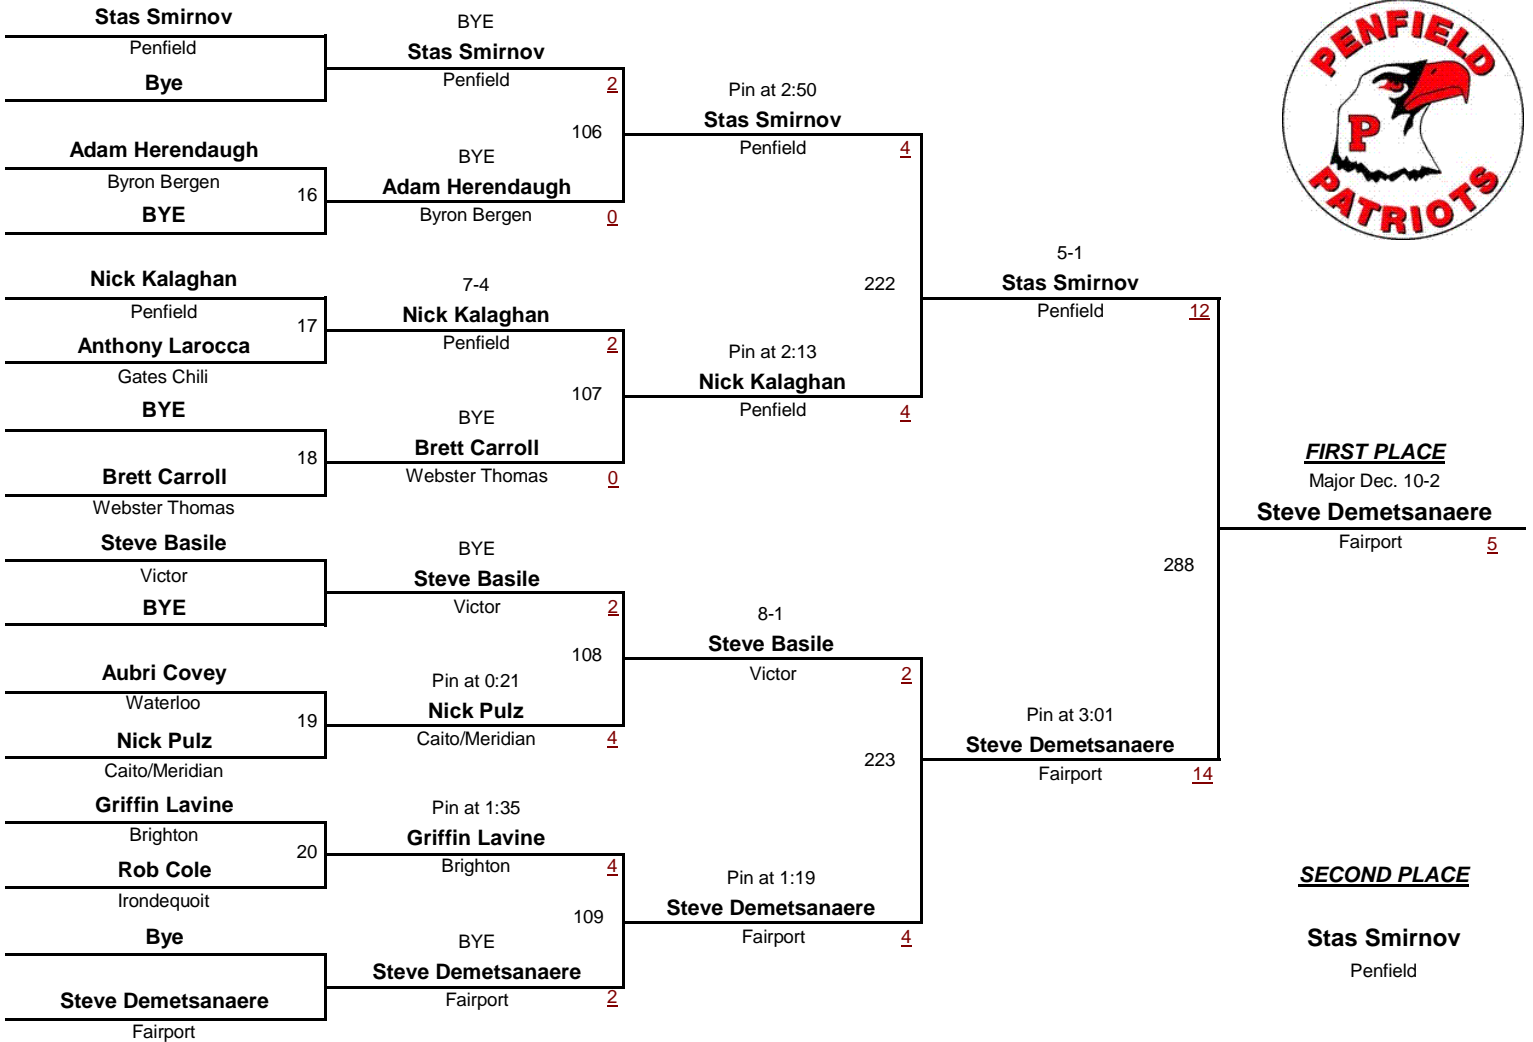 Stas Smirnov
Penfield
Bye
Adam Herendaugh
Byron Bergen
16
BYE
Nick Kalaghan
Penfield
17
Anthony Larocca
Gates Chili
BYE
18
Brett Carroll
Webster Thomas
Steve Basile
Victor
BYE
Aubri Covey
Waterloo
19
Nick Pulz
Caito/Meridian
Griffin Lavine
Brighton
20
Rob Cole
Irondequoit
Bye
Steve Demetsanaere
Fairport
BYE
Stas Smirnov
Penfield
2
106
BYE
Adam Herendaugh
Byron Bergen
0
7-4
Nick Kalaghan
Penfield
2
107
BYE
Brett Carroll
Webster Thomas
0
BYE
Steve Basile
Victor
2
108
Pin at 0:21
Nick Pulz
Caito/Meridian
4
Pin at 1:35
Griffin Lavine
Brighton
4
109
BYE
Steve Demetsanaere
Fairport
2
Pin at 2:50
Stas Smirnov
Penfield
4
222
Pin at 2:13
Nick Kalaghan
Penfield
4
8-1
Steve Basile
Victor
2
223
Pin at 1:19
Steve Demetsanaere
Fairport
4
5-1
Stas Smirnov
Penfield
12
288
Pin at 3:01
Steve Demetsanaere
Fairport
14
PENFIELD
P
PATRIOTS
FIRST PLACE
Major Dec. 10-2
Steve Demetsanaere
Fairport
5
SECOND PLACE
Stas Smirnov
Penfield